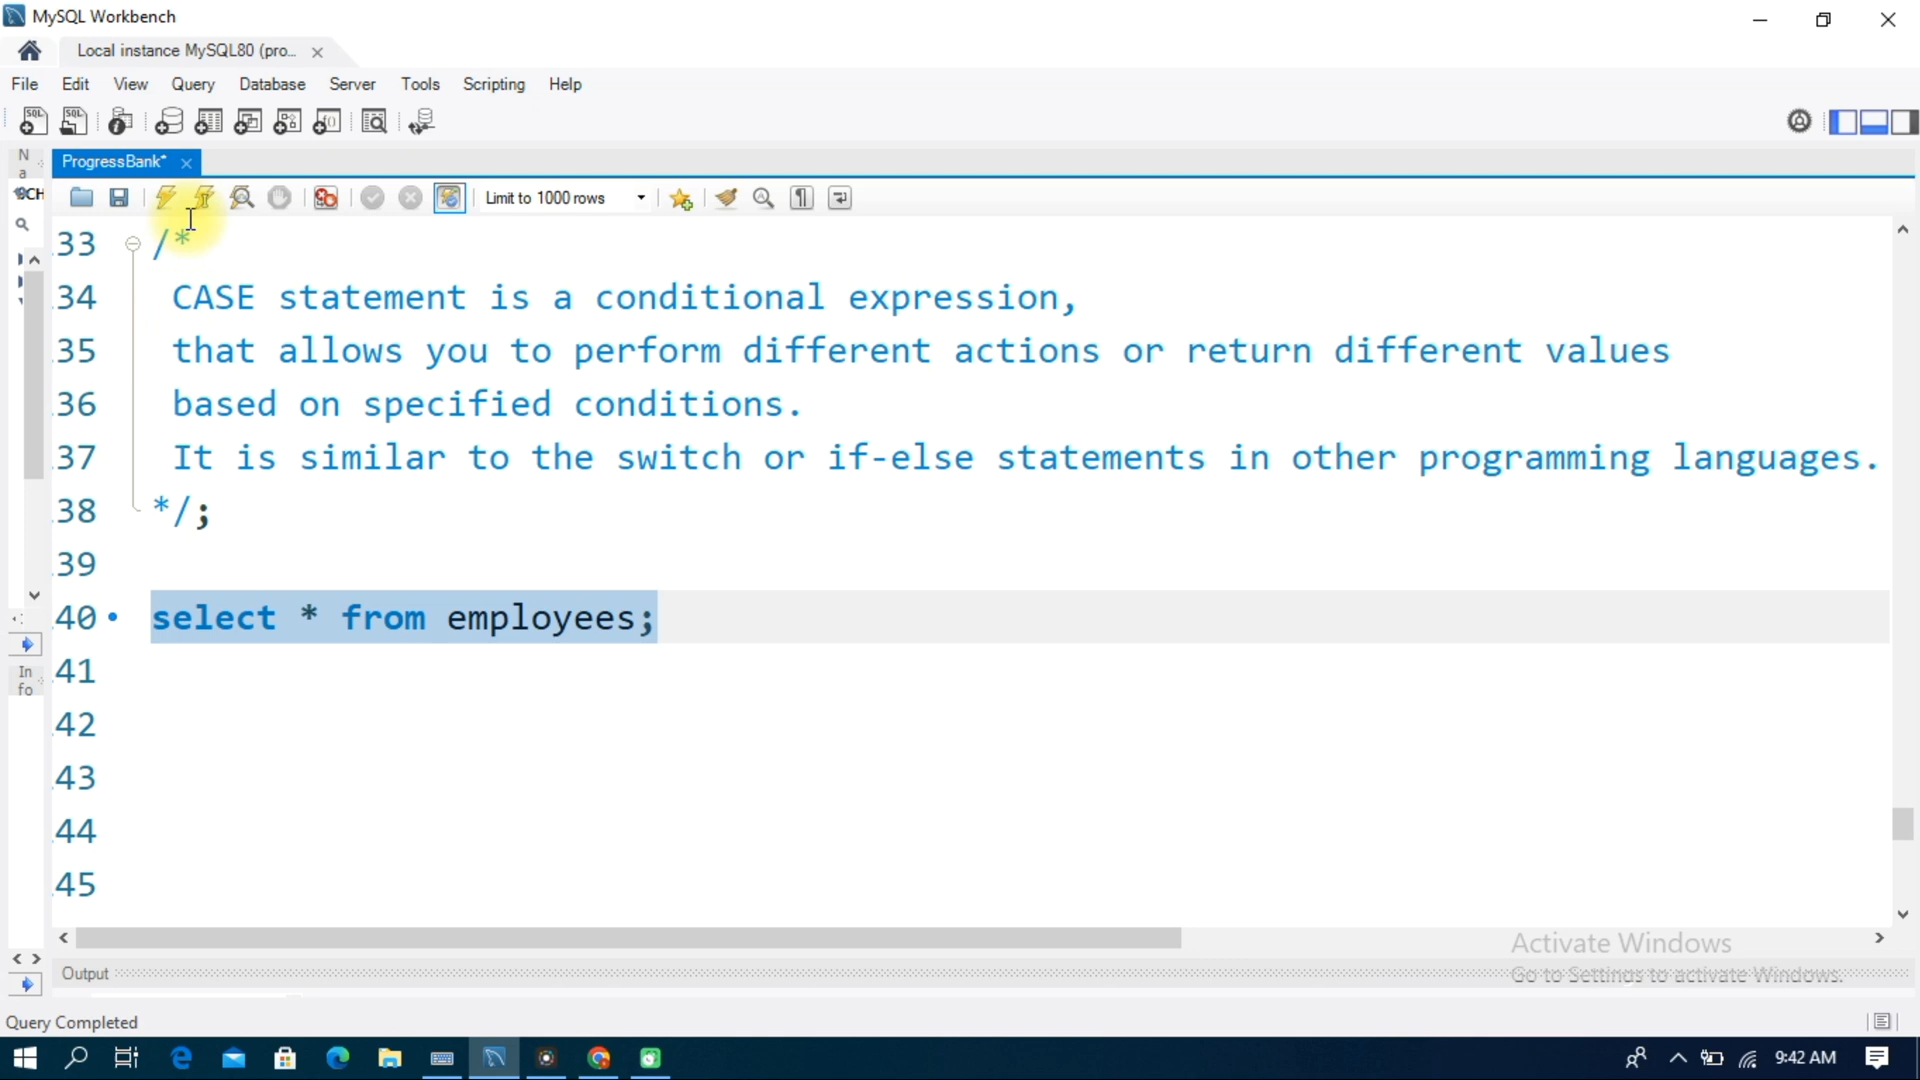 MySQL Workbench
Local instance MySQL80 (pro...
File Edit View Query Database Server Tools Scripting Help
Na
ProgressBank*
CH
Limit to 1000 rows
33 /*
34 CASE statement is a conditional expression,
35 that allows you to perform different actions or return different values
36 based on specified conditions.
37 It is similar to the switch or if-else statements in other programming languages.
38 */;
39
40 select * from employees;
41
42
43
44
45
Info
Activate Windows
Go to Settings to activate Windows.
Output
Query Completed
9:42 AM